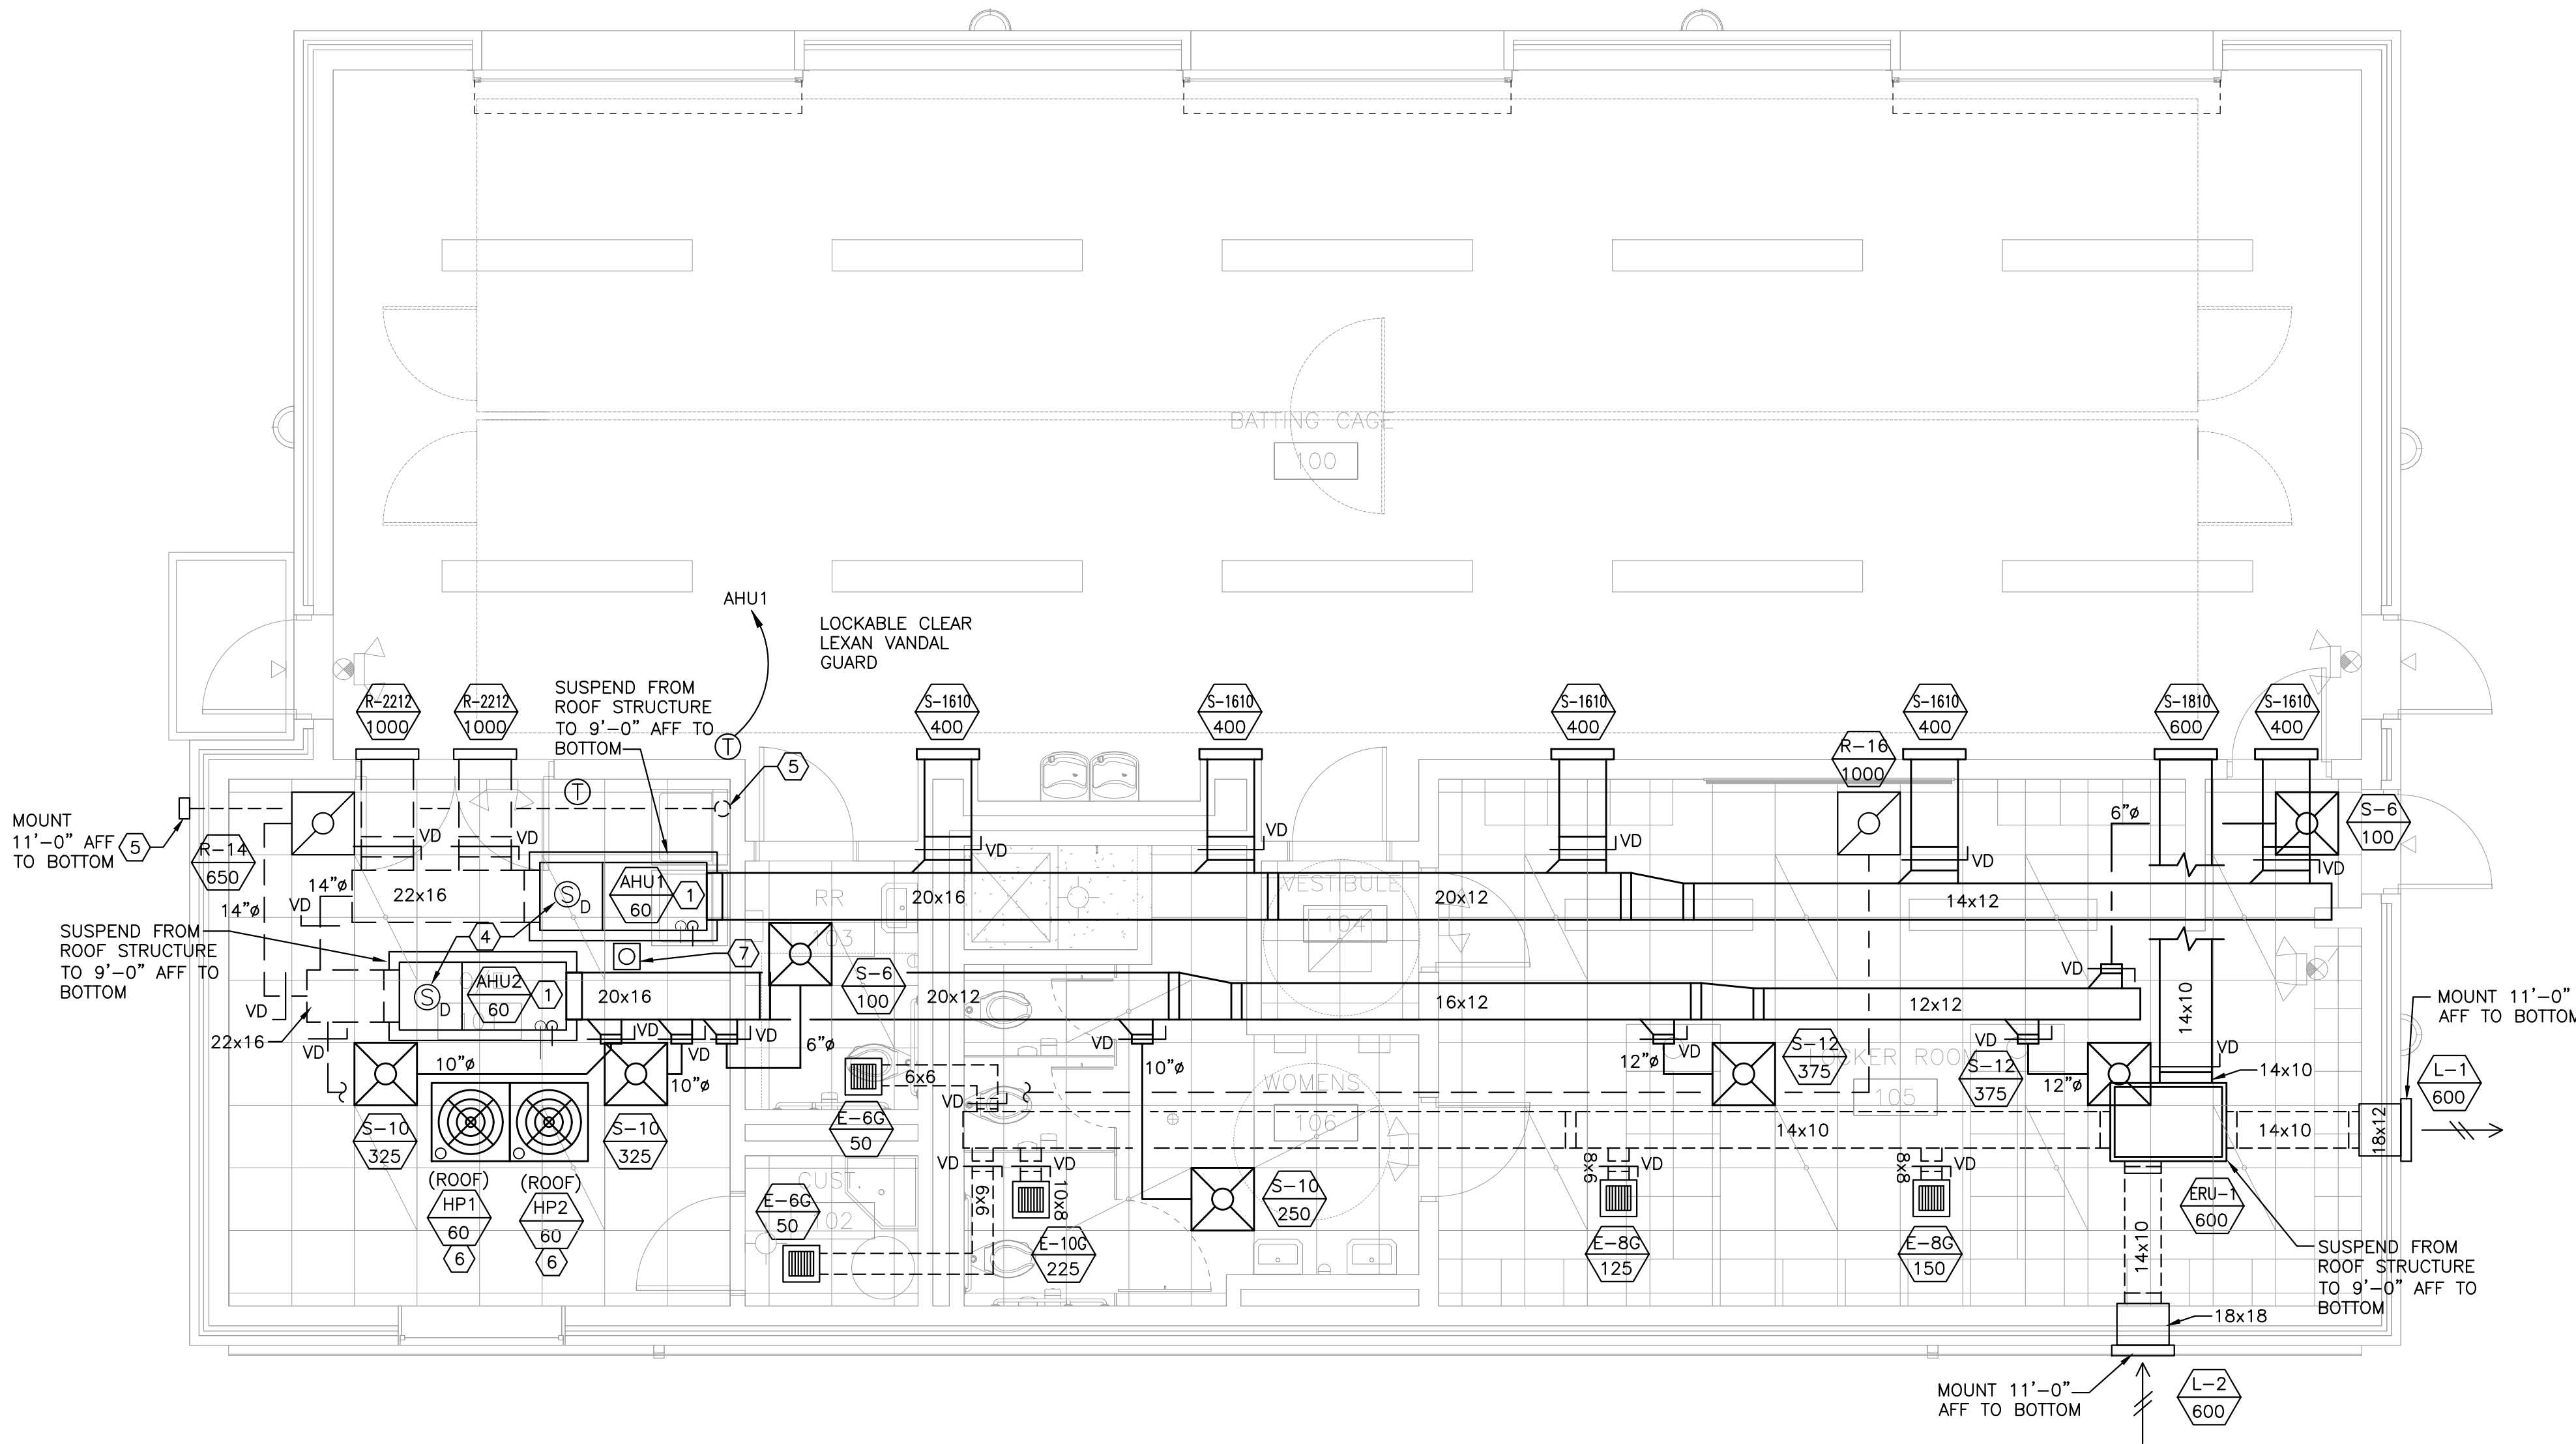 BATTING CAGE
100
AHU1
LOCKABLE CLEAR
LEXAN VANDAL
GUARD
SUSPEND FROM
ROOF STRUCTURE
TO 9'-0" AFF TO
BOTTOM
T
R-2212
1000
R-2212
1000
S-1610
400
S-1610
400
S-1610
400
S-1610
400
S-1810
600
S-1610
400
R-16
1000
5
T
MOUNT
11'-0" AFF
TO BOTTOM
5
R-14
650
VD
VD
VD
VD
VD
VD
VD
6"ø
S-6
100
14"ø
14"ø
VD
22x16
S
D
AHU1
60
1
20x16
RR
103
VESTIBULE
104
20x12
14x12
SUSPEND FROM
ROOF STRUCTURE
TO 9'-0" AFF TO
BOTTOM
4
7
S
D
AHU2
60
1
20x16
S-6
100
20x12
16x12
12x12
VD
14x10
VD
22x16
VD
VD
VD
VD
6"ø
VD
VD
VD
VD
MOUNT 11'-0"
AFF TO BOTTOM
10"ø
10"ø
6x6
10"ø
12"ø
S-12
375
LOCKER ROOM
105
S-12
375
12"ø
14x10
L-1
600
WOMENS
106
VD
E-6G
50
S-10
325
S-10
325
14x10
14x10
18x12
(ROOF)
HP1
60
6
(ROOF)
HP2
60
6
CUST.
102
E-6G
50
VD
6x6
VD
10x8
E-10G
225
S-10
250
8x6
VD
E-8G
125
8x8
VD
E-8G
150
ERU-1
600
14x10
SUSPEND FROM
ROOF STRUCTURE
TO 9'-0" AFF TO
BOTTOM
18x18
MOUNT 11'-0"
AFF TO BOTTOM
L-2
600